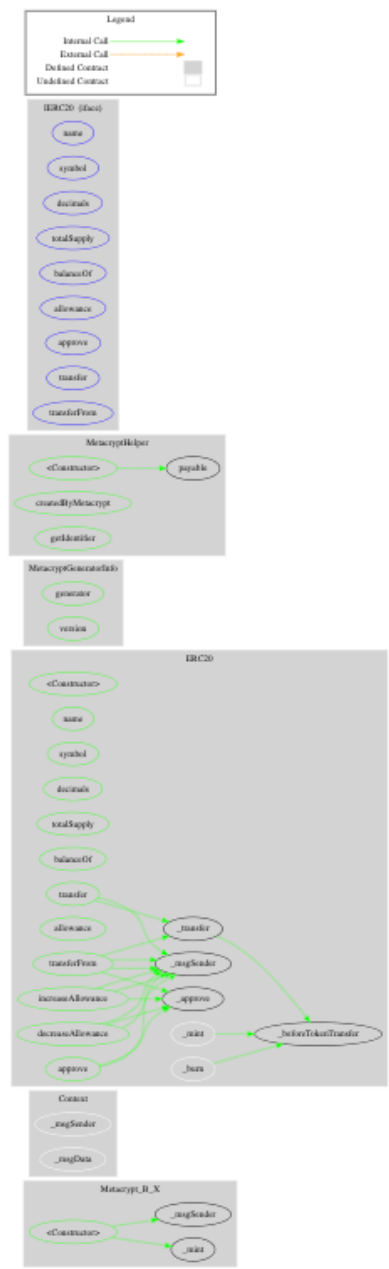 Legend
Internal Call
External Call
Defined Contract
Undefined Contract
IERC20 (iface)
name
symbol
decimals
totalSupply
balanceOf
allowance
approve
transfer
transferFrom
MetacryptHelper
<Constructor>
payable
createdByMetacrypt
getIdentifier
MetacryptGeneratorInfo
generator
version
ERC20
<Constructor>
name
symbol
decimals
totalSupply
balanceOf
transfer
allowance
_transfer
transferFrom
_msgSender
increaseAllowance
_approve
decreaseAllowance
_mint
_beforeTokenTransfer
approve
_burn
Context
_msgSender
_msgData
Metacrypt_B_X
_msgSender
<Constructor>
_mint